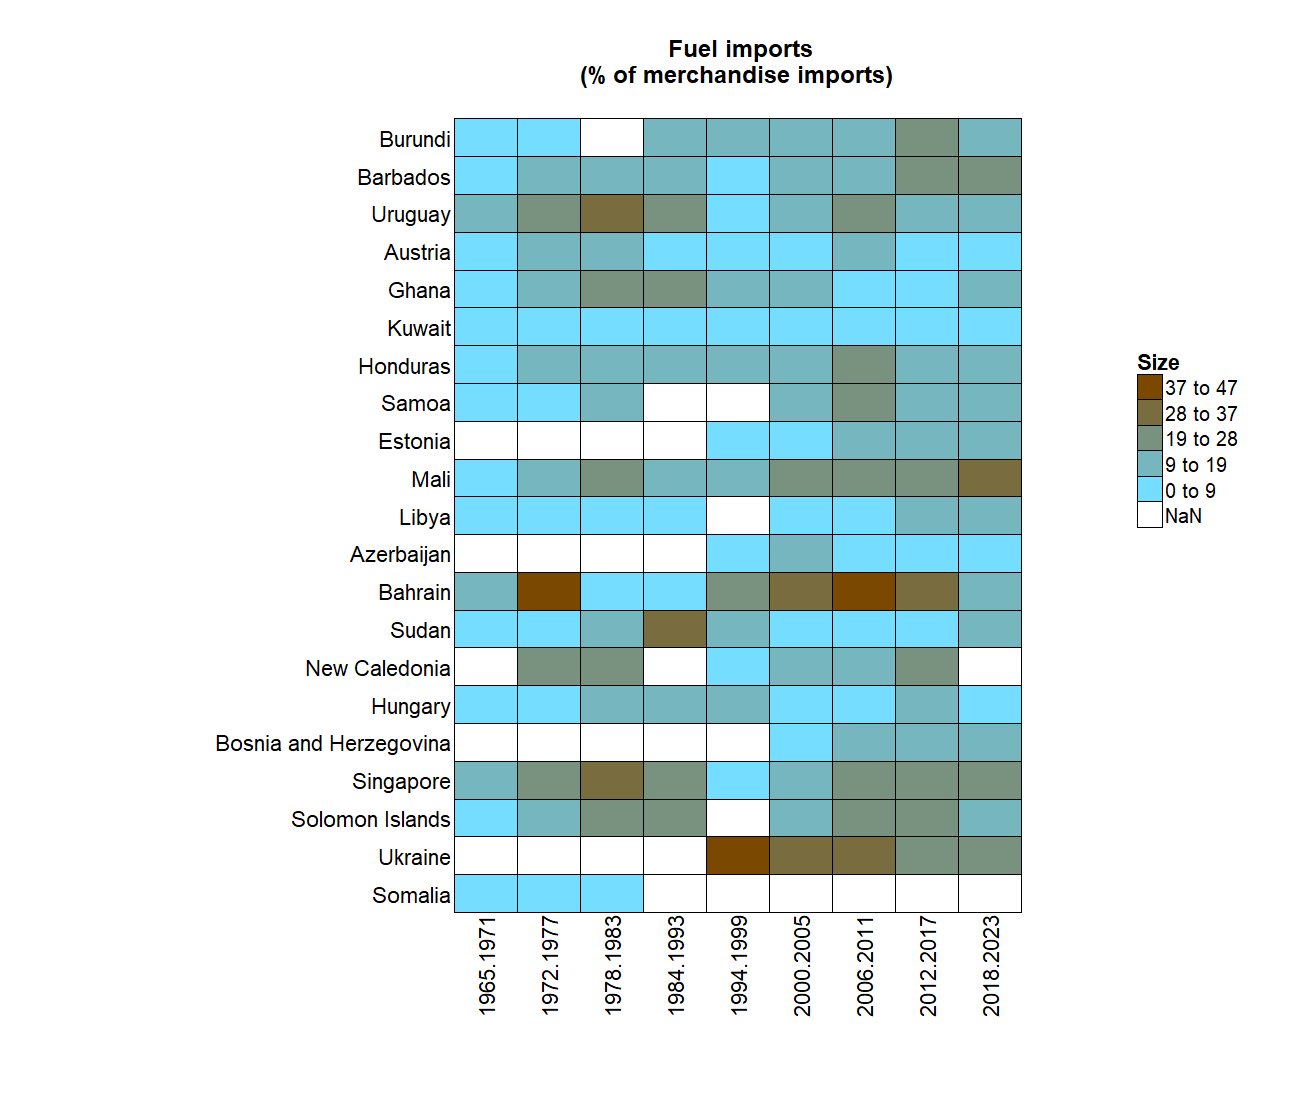 Fuel imports
(% of merchandise imports)
Burundi
Barbados
Uruguay
Austria
Ghana
Kuwait
Honduras
Samoa
Estonia
Mali
Libya
Azerbaijan
Bahrain
Sudan
New Caledonia
Hungary
Bosnia and Herzegovina
Singapore
Solomon Islands
Ukraine
Somalia
1965.1971
1972.1977
1978.1983
1984.1993
1994.1999
2000.2005
2006.2011
2012.2017
2018.2023
Size
37 to 47
28 to 37
19 to 28
9 to 19
0 to 9
NaN